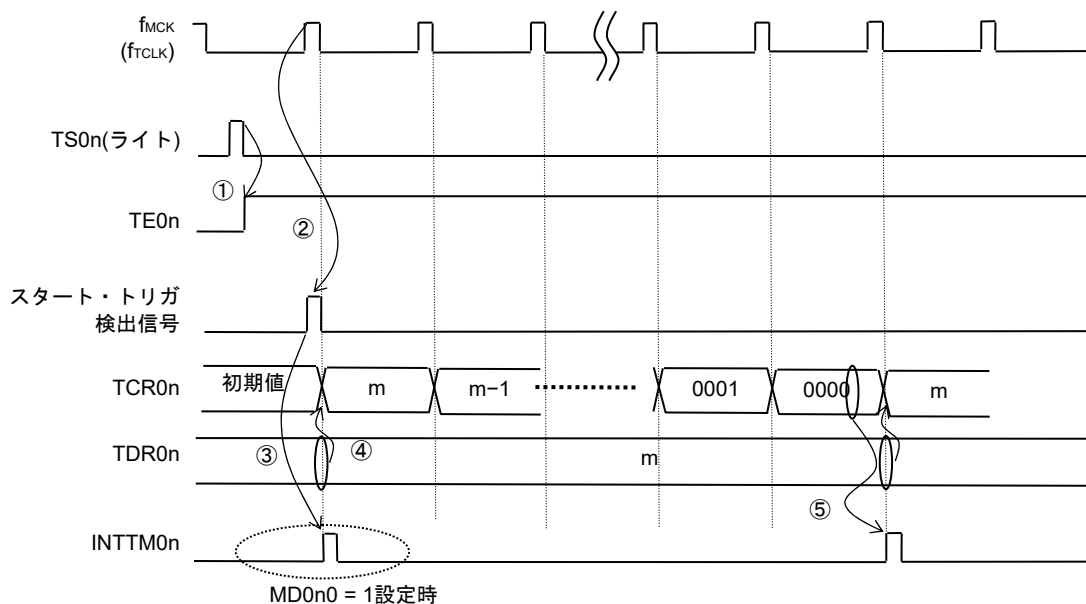 fMCK
(fTCLK)
TS0n(ライト)
①
TE0n
②
スタート・トリガ
検出信号
TCR0n
初期値
m
m−1
0001
0000
m
③
④
TDR0n
m
⑤
INTTM0n
MD0n0 = 1設定時